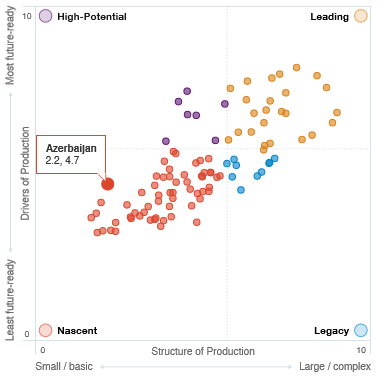 10
High-Potential
Leading
Most future-ready
Drivers of Production
Azerbaijan
2.2, 4.7
Least future-ready
Nascent
Legacy
0
0
Structure of Production
10
Small / basic
Large / complex